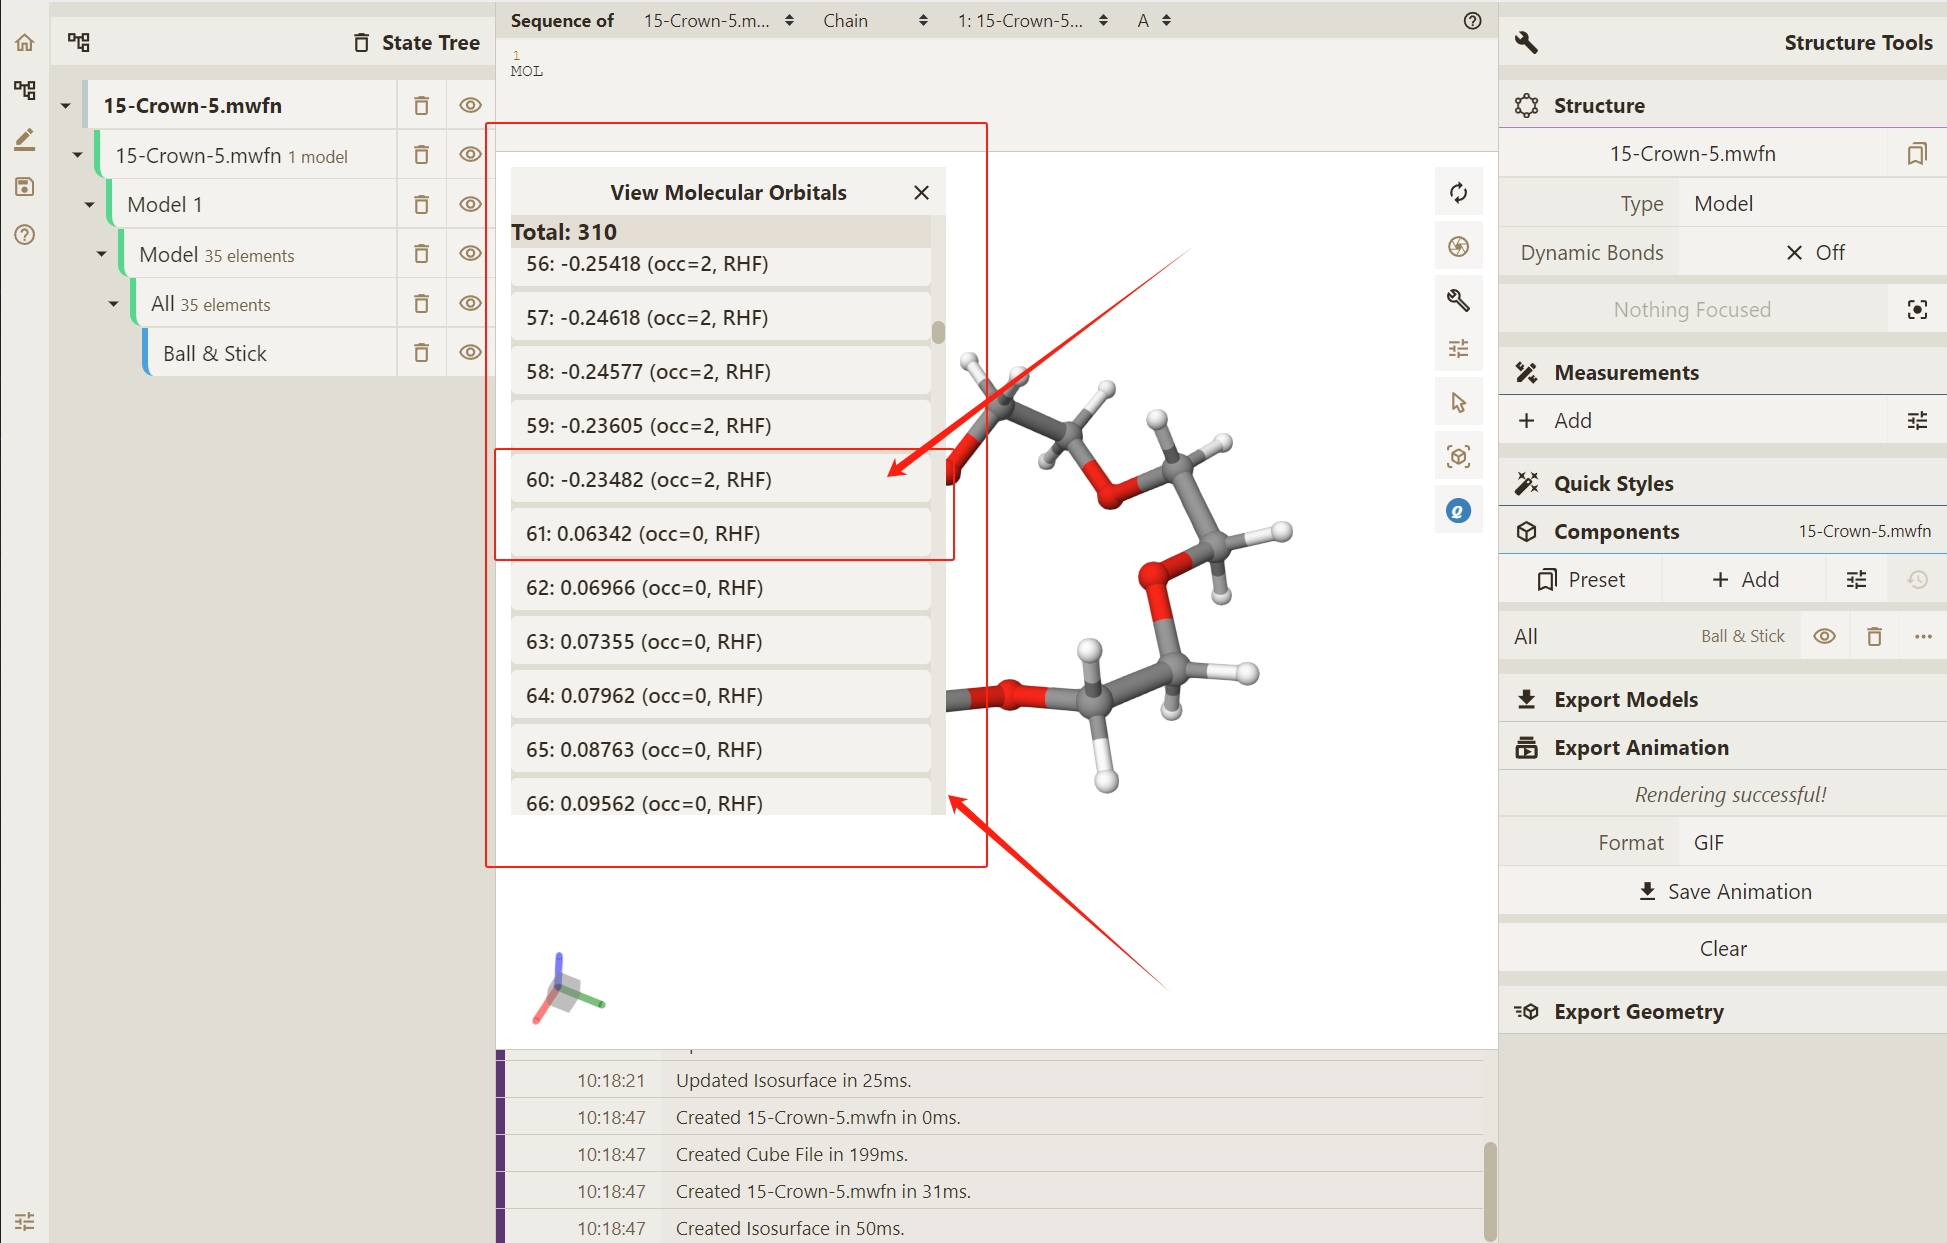 State Tree
15-Crown-5.mwfn
15-Crown-5.mwfn 1 model
Model 1
Model 35 elements
All 35 elements
Ball & Stick
Sequence of 15-Crown-5.m... Chain 1: 15-Crown-5... A
1
MOL
View Molecular Orbitals
Total: 310
56: -0.25418 (occ=2, RHF)
57: -0.24618 (occ=2, RHF)
58: -0.24577 (occ=2, RHF)
59: -0.23605 (occ=2, RHF)
60: -0.23482 (occ=2, RHF)
61: 0.06342 (occ=0, RHF)
62: 0.06966 (occ=0, RHF)
63: 0.07355 (occ=0, RHF)
64: 0.07962 (occ=0, RHF)
65: 0.08763 (occ=0, RHF)
66: 0.09562 (occ=0, RHF)
10:18:21 Updated Isosurface in 25ms.
10:18:47 Created 15-Crown-5.mwfn in 0ms.
10:18:47 Created Cube File in 199ms.
10:18:47 Created 15-Crown-5.mwfn in 31ms.
10:18:47 Created Isosurface in 50ms.
Structure Tools
Structure
15-Crown-5.mwfn
Type Model
Dynamic Bonds Off
Nothing Focused
Measurements
Add
Quick Styles
Components 15-Crown-5.mwfn
Preset Add
All Ball & Stick
Export Models
Export Animation
Rendering successful!
Format GIF
Save Animation
Clear
Export Geometry